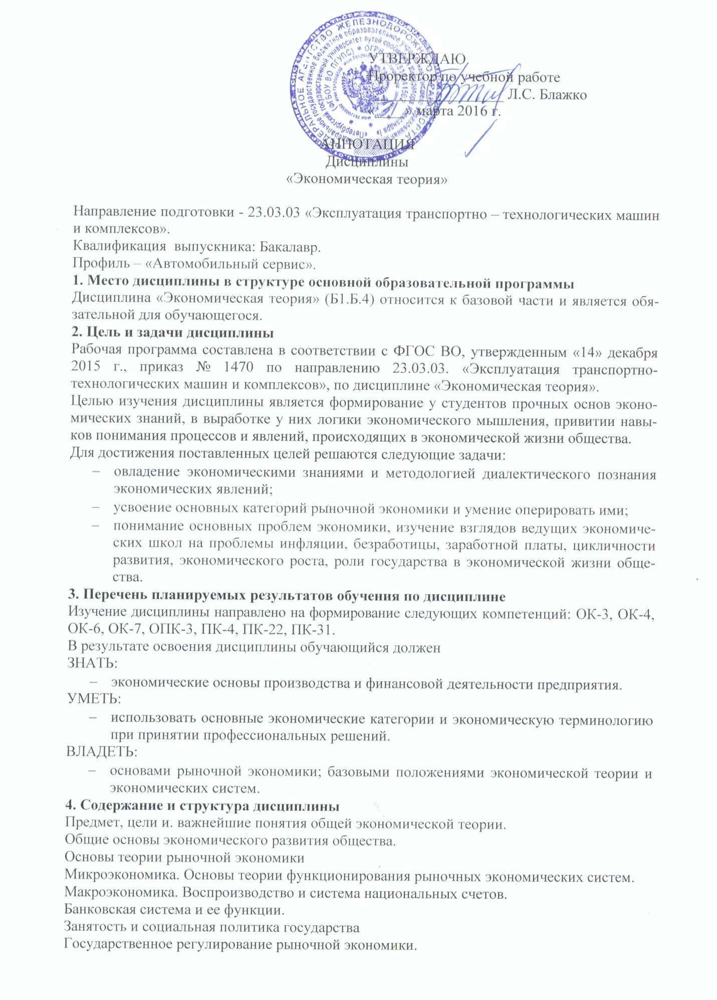 УТВЕРЖДАЮ
Проректор по учебной работе
Л.С. Блажко
«____» марта 2016 г.
АННОТАЦИЯ
Дисциплины
«Экономическая теория»
Направление подготовки - 23.03.03 «Эксплуатация транспортно – технологических машин
и комплексов».
Квалификация выпускника: Бакалавр.
Профиль – «Автомобильный сервис».
1. Место дисциплины в структуре основной образовательной программы
Дисциплина «Экономическая теория» (Б1.Б.4) относится к базовой части и является обя-
зательной для обучающегося.
2. Цель и задачи дисциплины
Рабочая программа составлена в соответствии с ФГОС ВО, утвержденным «14» декабря
2015 г., приказ № 1470 по направлению 23.03.03. «Эксплуатация транспортно-
технологических машин и комплексов», по дисциплине «Экономическая теория».
Целью изучения дисциплины является формирование у студентов прочных основ эконо-
мических знаний, в выработке у них логики экономического мышления, привитии навы-
ков понимания процессов и явлений, происходящих в экономической жизни общества.
Для достижения поставленных целей решаются следующие задачи:
– овладение экономическими знаниями и методологией диалектического познания
экономических явлений;
– усвоение основных категорий рыночной экономики и умение оперировать ими;
– понимание основных проблем экономики, изучение взглядов ведущих экономиче-
ских школ на проблемы инфляции, безработицы, заработной платы, цикличности
развития, экономического роста, роли государства в экономической жизни обще-
ства.
3. Перечень планируемых результатов обучения по дисциплине
Изучение дисциплины направлено на формирование следующих компетенций: ОК-3, ОК-4,
ОК-6, ОК-7, ОПК-3, ПК-4, ПК-22, ПК-31.
В результате освоения дисциплины обучающийся должен
ЗНАТЬ:
– экономические основы производства и финансовой деятельности предприятия.
УМЕТЬ:
– использовать основные экономические категории и экономическую терминологию
при принятии профессиональных решений.
ВЛАДЕТЬ:
– основами рыночной экономики; базовыми положениями экономической теории и
экономических систем.
4. Содержание и структура дисциплины
Предмет, цели и. важнейшие понятия общей экономической теории.
Общие основы экономического развития общества.
Основы теории рыночной экономики
Микроэкономика. Основы теории функционирования рыночных экономических систем.
Макроэкономика. Воспроизводство и система национальных счетов.
Банковская система и ее функции.
Занятость и социальная политика государства
Государственное регулирование рыночной экономики.